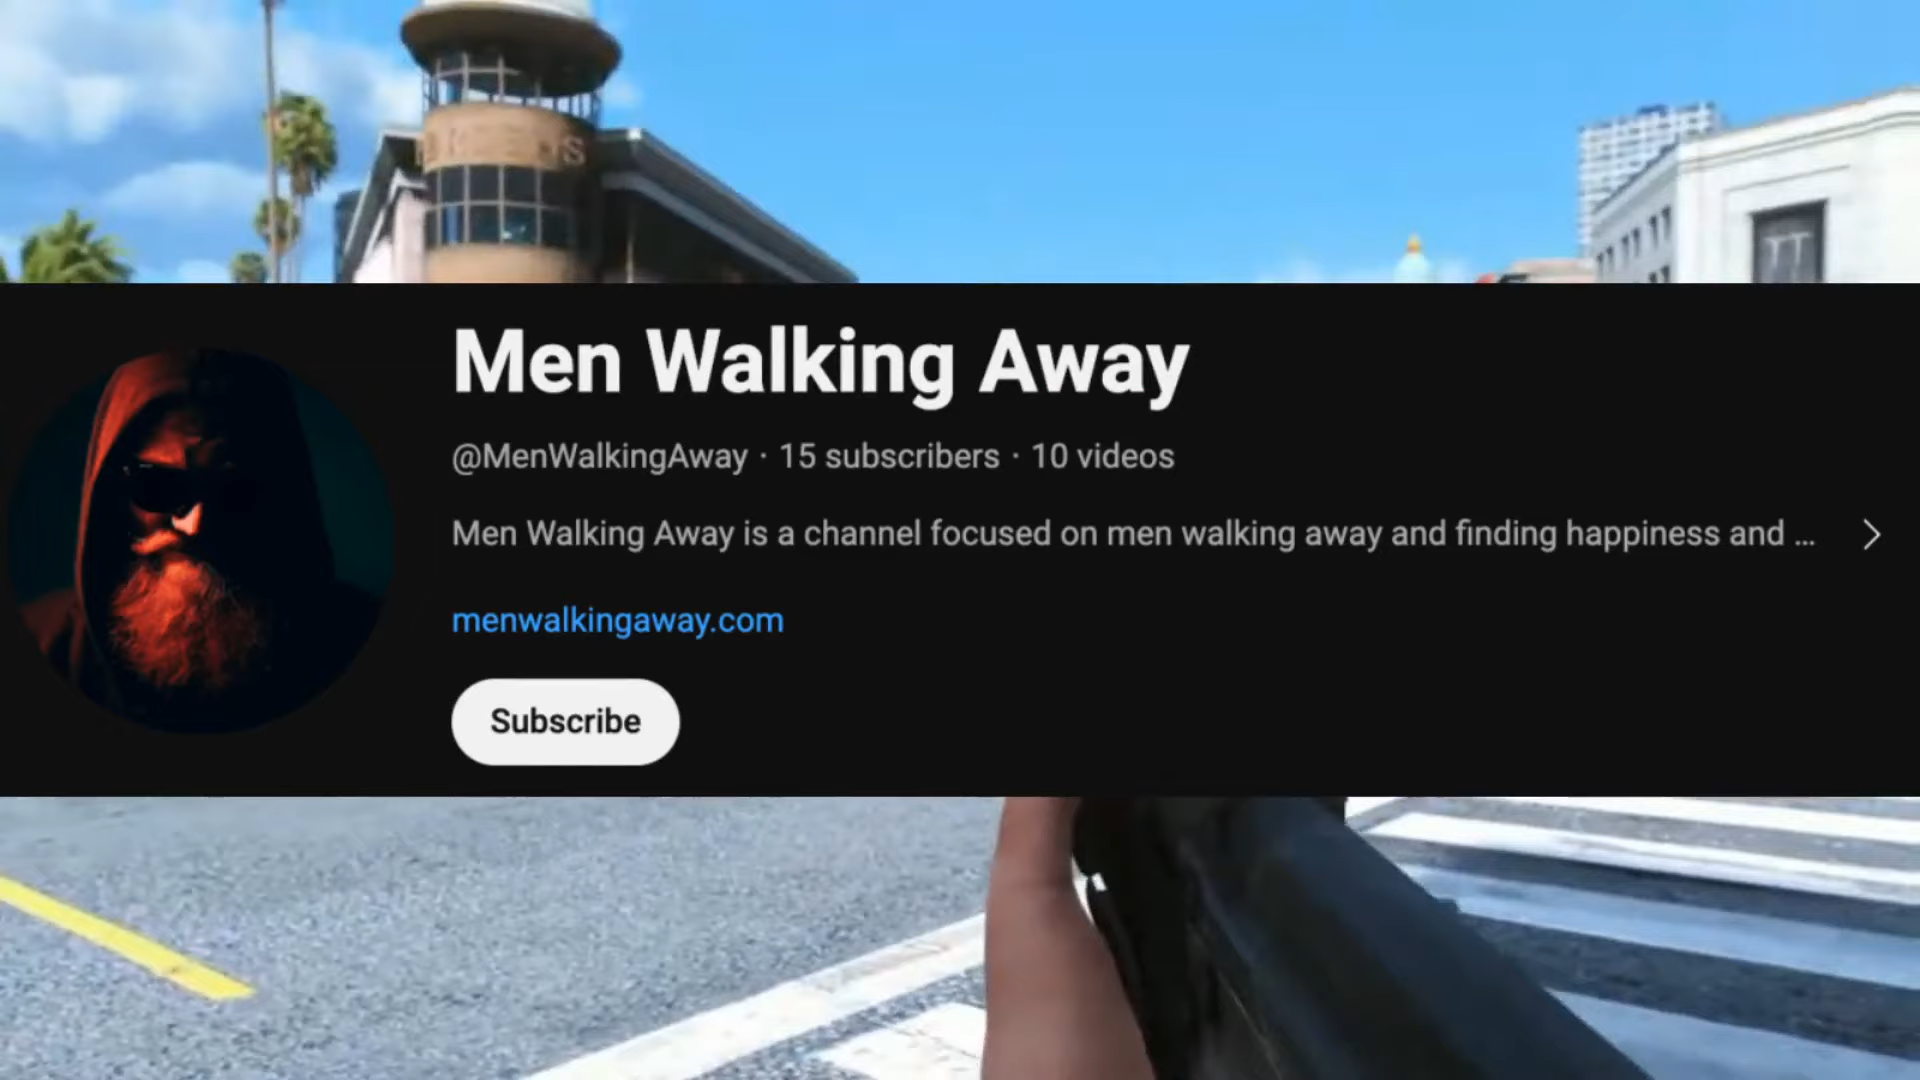 Men Walking Away
@MenWalkingAway · 15 subscribers · 10 videos
Men Walking Away is a channel focused on men walking away and finding happiness and ...
menwalkingaway.com
Subscribe